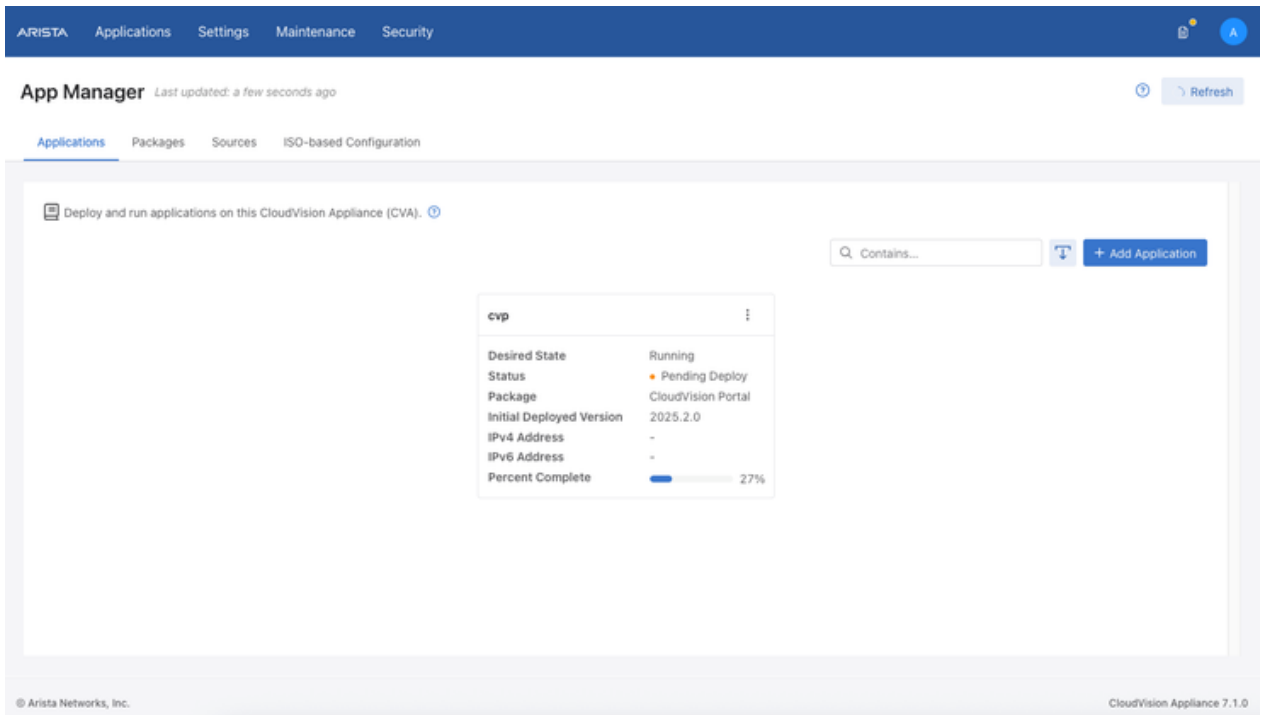 ARISTA Applications Settings Maintenance Security A
App Manager Last updated: a few seconds ago Refresh
Applications Packages Sources ISO-based Configuration
Deploy and run applications on this CloudVision Appliance (CVA).
Contains... + Add Application
cvp
Desired State Running
Status Pending Deploy
Package CloudVision Portal
Initial Deployed Version 2025.2.0
IPv4 Address -
IPv6 Address -
Percent Complete 27%
© Arista Networks, Inc. CloudVision Appliance 7.1.0